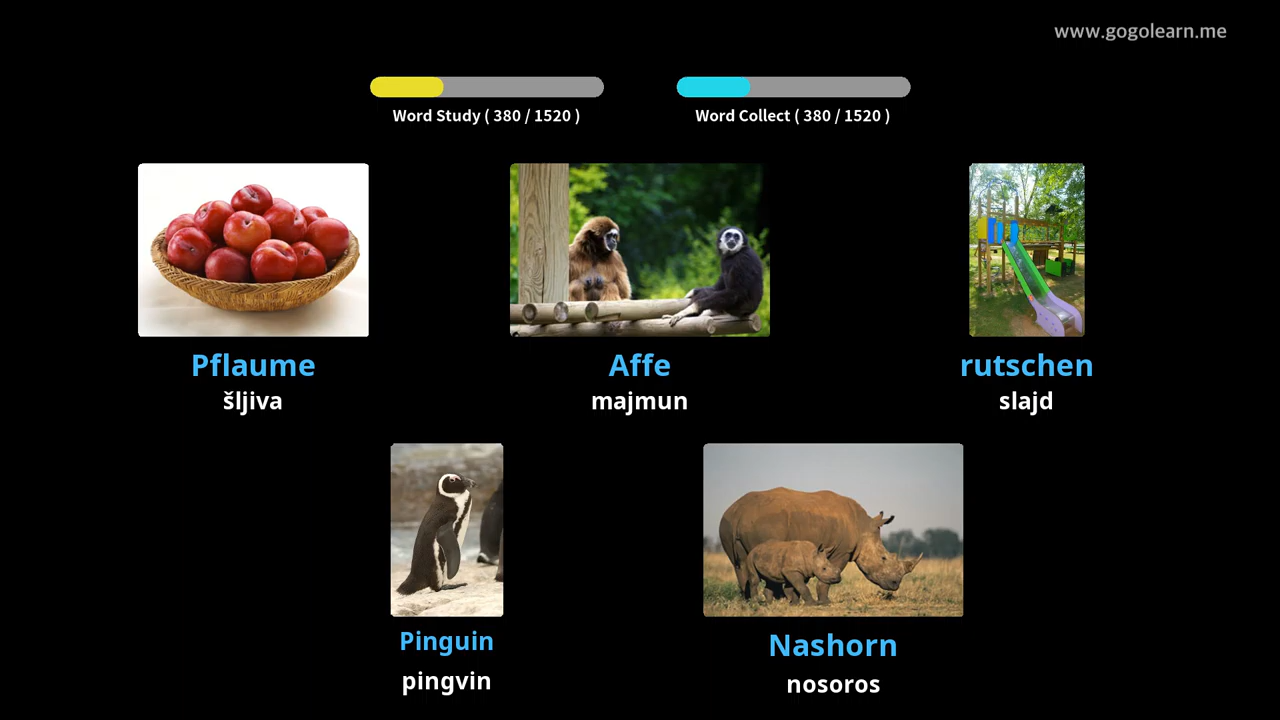 www.gogolearn.me
Word Study ( 380 / 1520 )
Word Collect ( 380 / 1520 )
Pflaume
šljiva
Affe
majmun
rutschen
slajd
Pinguin
pingvin
Nashorn
nosoros